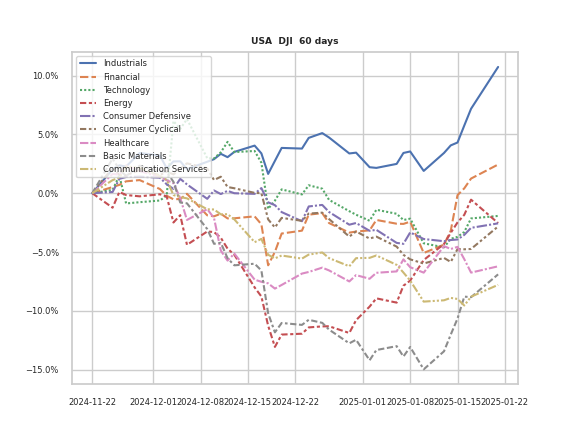 USA DJI 60 days
Industrials
Financial
Technology
Energy
Consumer Defensive
Consumer Cyclical
Healthcare
Basic Materials
Communication Services
10.0%
5.0%
0.0%
−5.0%
−10.0%
−15.0%
2024-11-22 2024-12-01 2024-12-08 2024-12-15 2024-12-22 2025-01-01 2025-01-08 2025-01-15 2025-01-22